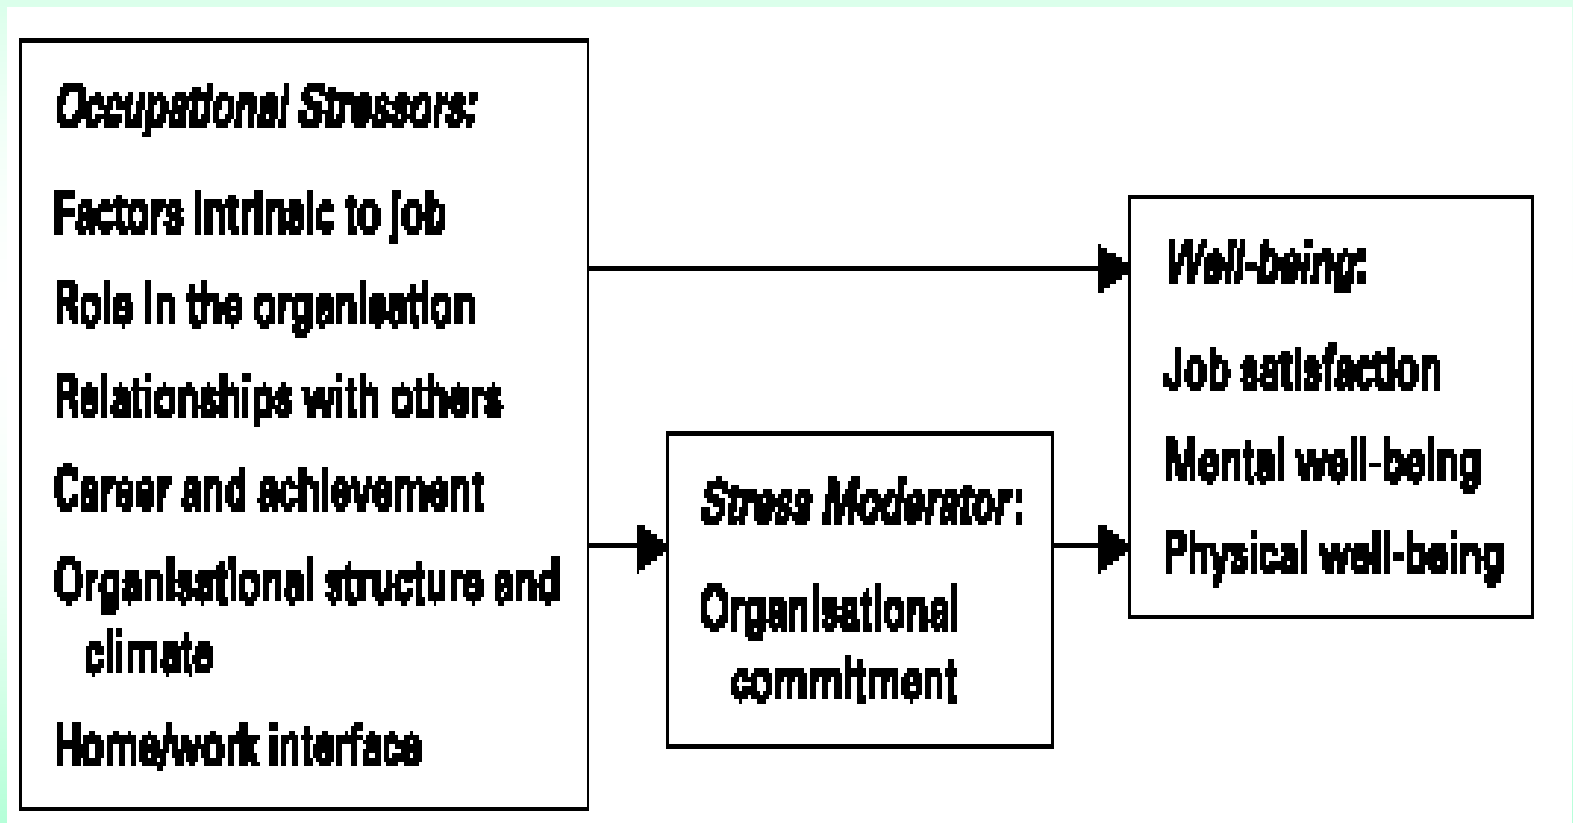 Occupational Stressors:
Factors intrinsic to job
Role in the organisation
Relationships with others
Career and achievement
Organisational structure and
climate
Home/work interface
Stress Moderator:
Organisational
commitment
Well-being:
Job satisfaction
Mental well-being
Physical well-being